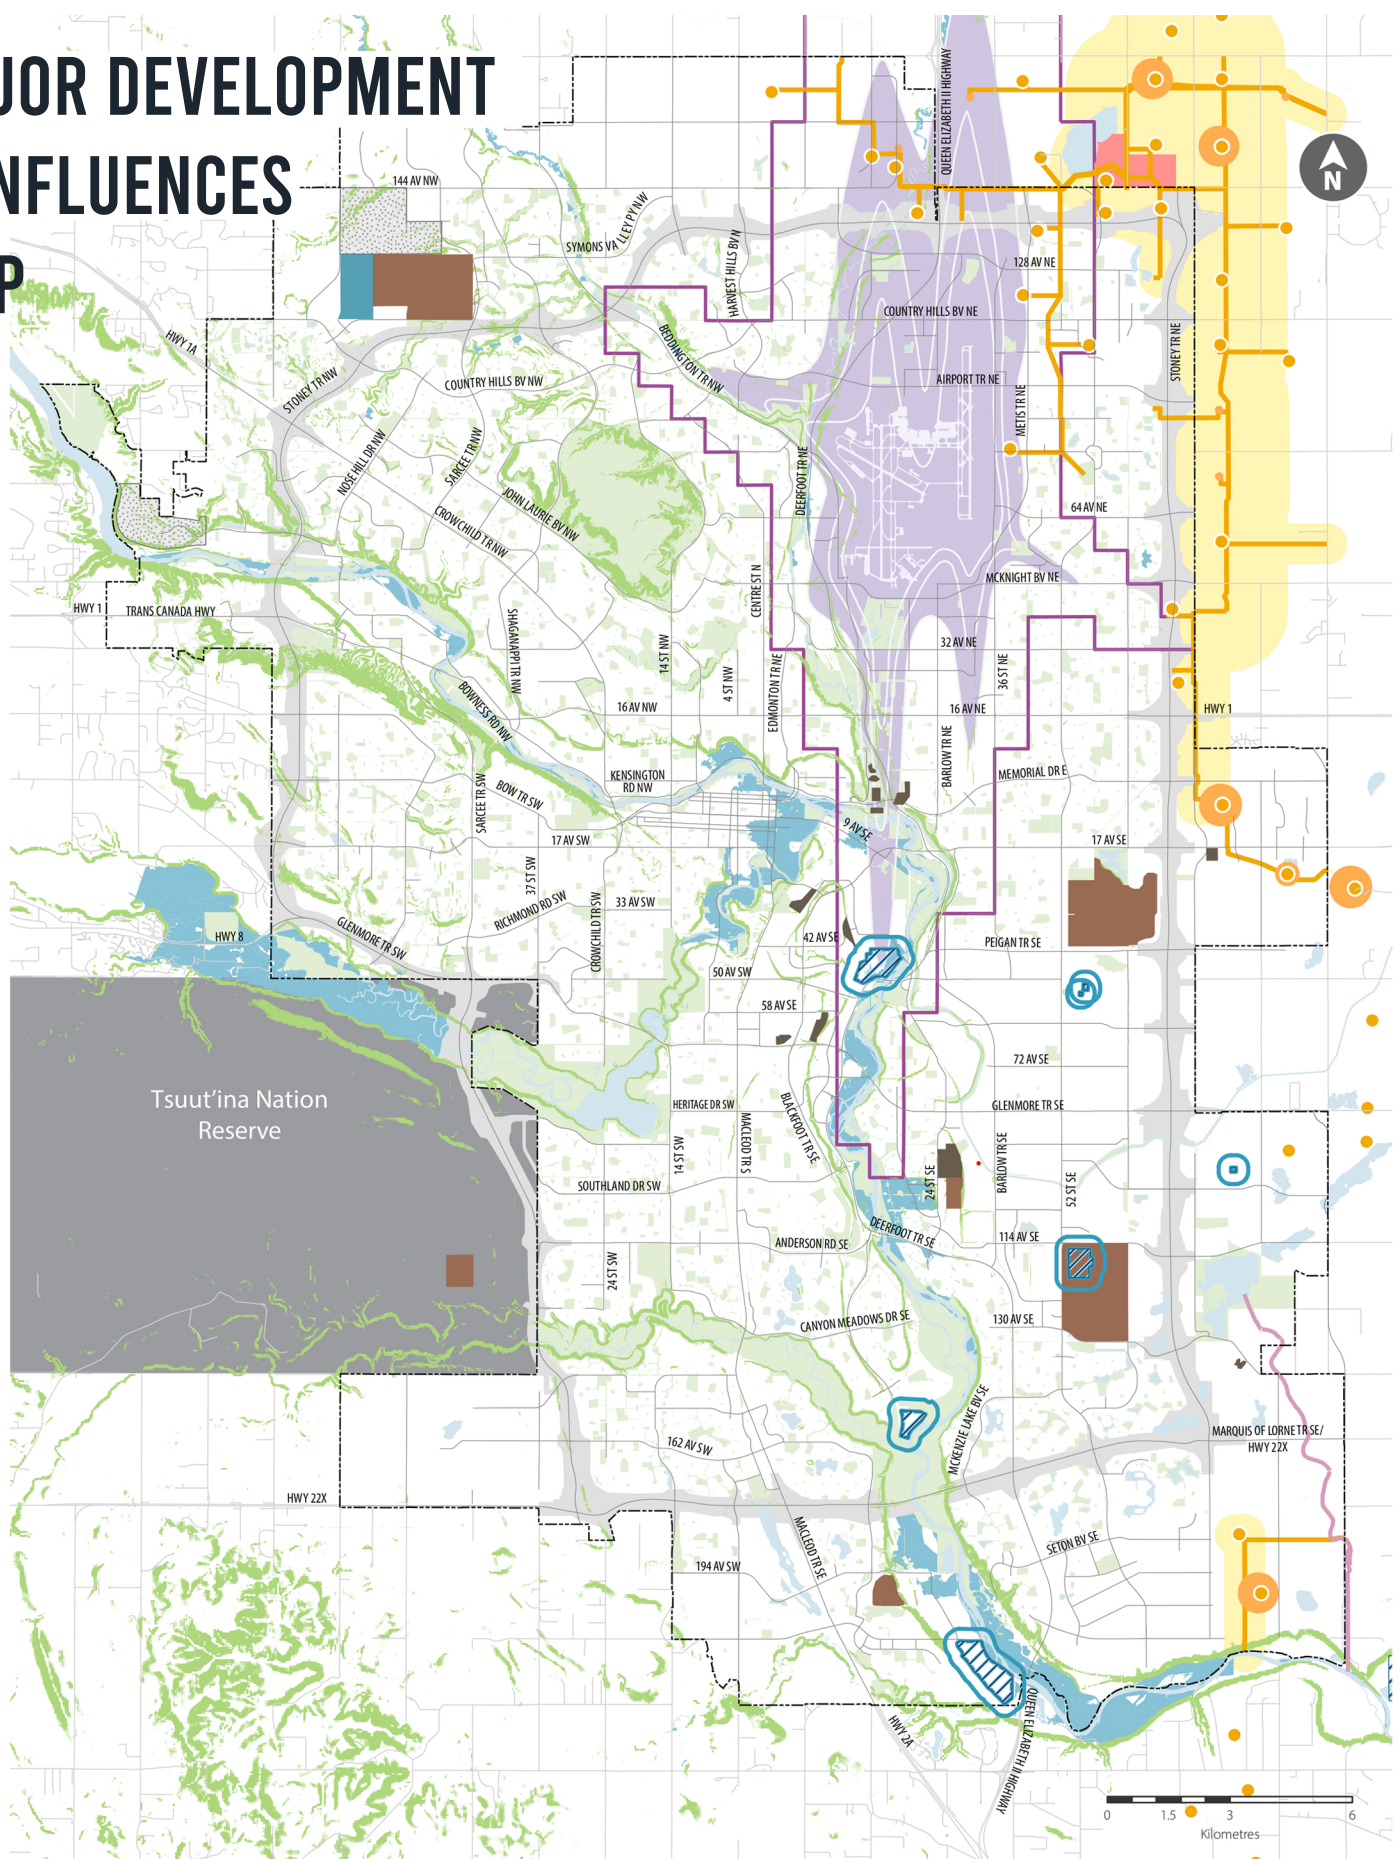 JOR DEVELOPMENT
NFLUENCES
P
N
QUEEN ELIZABETH II HIGHWAY
144 AV NW
SYMONS VA LLEY PY NW
HARVEST HILLS BV N
128 AV NE
COUNTRY HILLS BV NE
HWY 1A
STONEY TR NW
BEDDINGTON TR NW
COUNTRY HILLS BV NW
AIRPORT TR NE
METIS TR NE
STONEY TR NE
NOSE HILL DR NW
SARCEE TR NW
JOHN LAURIE BV NW
CROWCHILD TR NW
DEERFOOT TR NE
64 AV NE
MCKNIGHT BV NE
HWY 1
TRANS CANADA HWY
SHAGANAPPI TR NW
CENTRE ST N
14 ST NW
4 ST NW
EDMONTON TR NE
32 AV NE
36 ST NE
BOWNESS RD NW
16 AV NW
16 AV NE
HWY 1
BARLOW TR NE
MEMORIAL DR E
KENSINGTON
RD NW
SARCEE TR SW
BOW TR SW
17 AV SW
9 AV SE
17 AV SE
37 ST SW
RICHMOND RD SW
33 AV SW
CROWCHILD TR SW
GLENMORE TR SW
HWY 8
42 AV SE
PEIGAN TR SE
50 AV SW
58 AV SE
72 AV SE
Tsuut'ina Nation
Reserve
HERITAGE DR SW
GLENMORE TR SE
MACLEOD TR S
BLACKFOOT TR SE
14 ST SW
BARLOW TR SE
24 ST SE
52 ST SE
SOUTHLAND DR SW
DEERFOOT TR SE
ANDERSON RD SE
114 AV SE
24 ST SW
CANYON MEADOWS DR SE
130 AV SE
MCKENZIE LAKE BV SE
MARQUIS OF LORNE TR SE/
HWY 22X
162 AV SW
HWY 22X
MACLEOD TR SE
SETON BV SE
194 AV SW
HWY 2A
QUEEN ELIZABETH II HIGHWAY
0 1.5 3 6
Kilometres